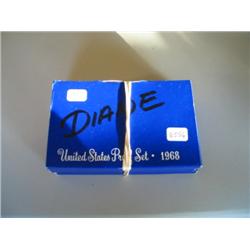 DIANE
United States Proof Set • 1968